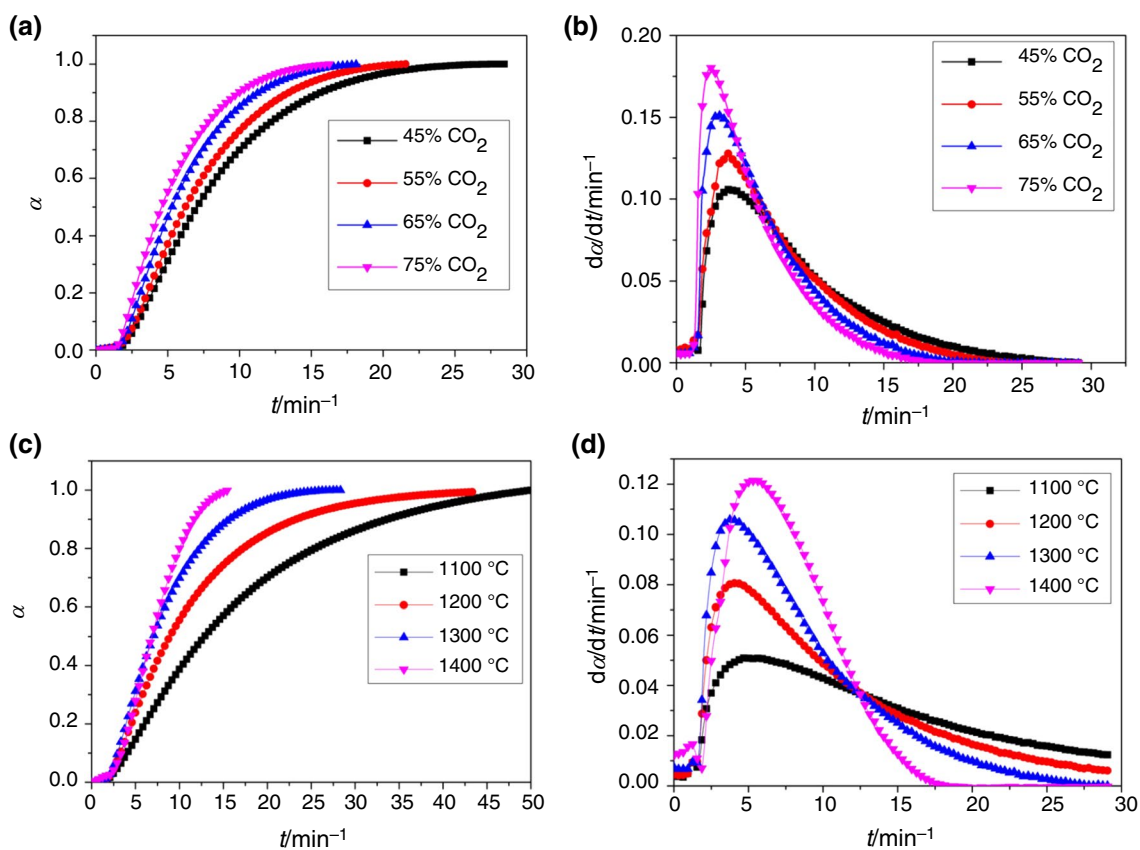 (a)
1.0
0.8
0.6
0.4
0.2
0.0
α
45% CO₂
55% CO₂
65% CO₂
75% CO₂
0 5 10 15 20 25 30
t/min⁻¹
(b)
0.20
0.15
0.10
0.05
0.00
dα/dt/min⁻¹
45% CO₂
55% CO₂
65% CO₂
75% CO₂
0 5 10 15 20 25 30
t/min⁻¹
(c)
1.0
0.8
0.6
0.4
0.2
0.0
α
1100 °C
1200 °C
1300 °C
1400 °C
0 5 10 15 20 25 30 35 40 45 50
t/min⁻¹
(d)
0.12
0.10
0.08
0.06
0.04
0.02
0.00
dα/dt/min⁻¹
1100 °C
1200 °C
1300 °C
1400 °C
0 5 10 15 20 25 30
t/min⁻¹